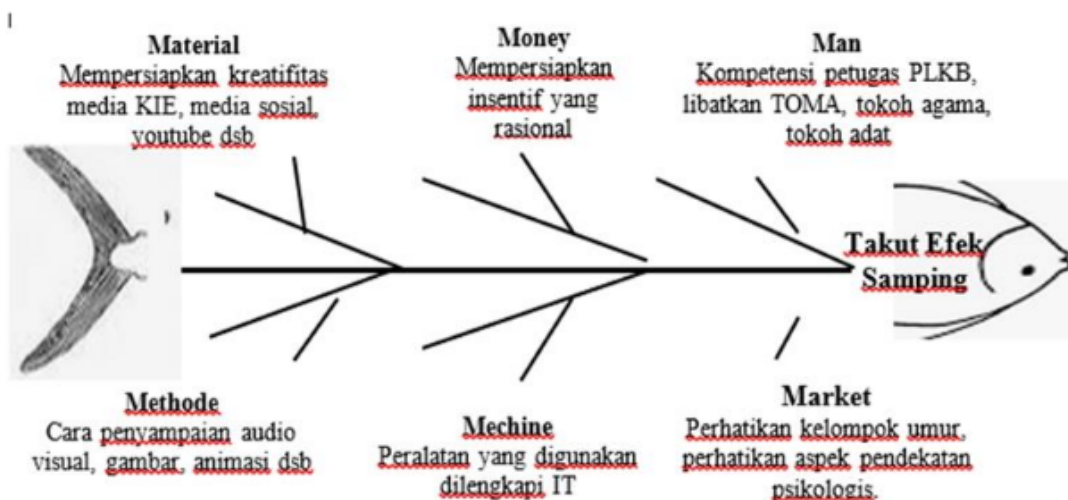 Material
Mempersiapkan kreatifitas
media KIE, media sosial,
youtube dsb
Money
Mempersiapkan
insentif yang
rasional
Man
Kompetensi petugas PLKB,
libatkan TOMA, tokoh agama,
tokoh adat
Takut Efek
Samping
Methode
Cara penyampaian audio
visual, gambar, animasi dsb
Mechine
Peralatan yang digunakan
dilengkapi IT
Market
Perhatikan kelompok umur,
perhatikan aspek pendekatan
psikologis.